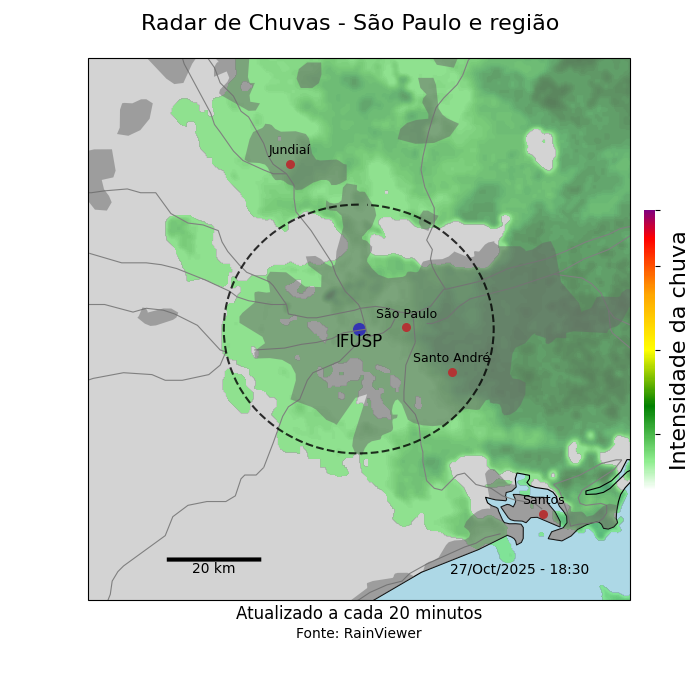 Radar de Chuvas - São Paulo e região
Jundiaí
São Paulo
IFUSP
Santo André
Intensidade da chuva
Santos
20 km
27/Oct/2025 - 18:30
Atualizado a cada 20 minutos
Fonte: RainViewer